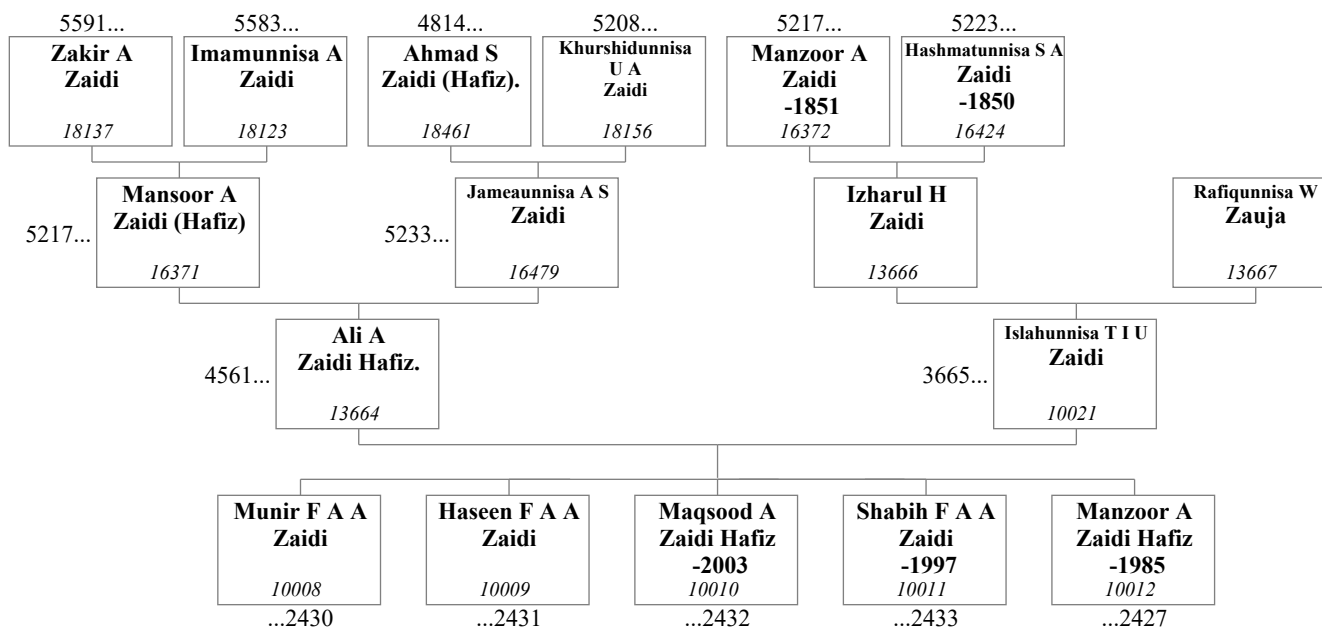 5591...
5583...
4814...
5208...
5217...
5223...
Zakir A
Zaidi
18137
Imamunnisa A
Zaidi
18123
Ahmad S
Zaidi (Hafiz).
18461
Khurshidunnisa
U A
Zaidi
18156
Manzoor A
Zaidi
-1851
16372
Hashmatunnisa S A
Zaidi
-1850
16424
5217...
Mansoor A
Zaidi (Hafiz)
16371
5233...
Jameaunnisa A S
Zaidi
16479
Izharul H
Zaidi
13666
Rafiqunnisa W
Zauja
13667
4561...
Ali A
Zaidi Hafiz.
13664
3665...
Islahunnisa T I U
Zaidi
10021
Munir F A A
Zaidi
10008
...2430
Haseen F A A
Zaidi
10009
...2431
Maqsood A
Zaidi Hafiz
-2003
10010
...2432
Shabih F A A
Zaidi
-1997
10011
...2433
Manzoor A
Zaidi Hafiz
-1985
10012
...2427